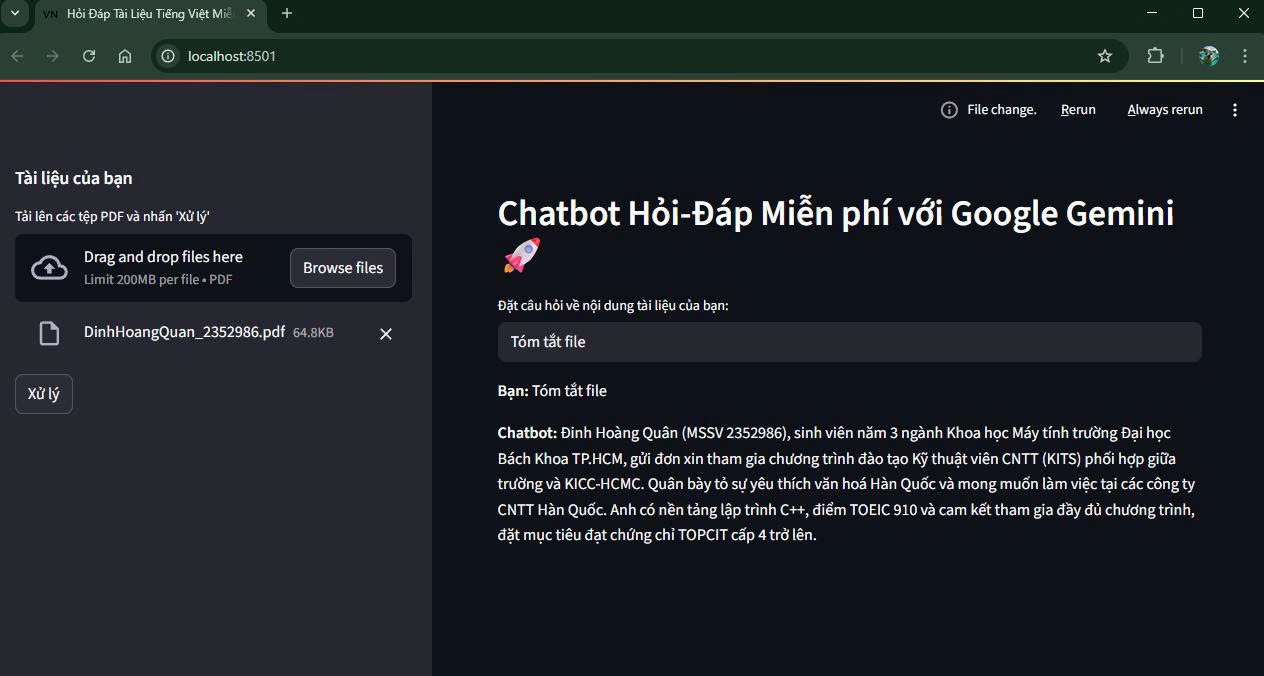 VN Hỏi Đáp Tài Liệu Tiếng Việt Miễ
localhost:8501
File change. Rerun Always rerun
Tài liệu của bạn
Tải lên các tệp PDF và nhấn 'Xử lý'
Drag and drop files here
Limit 200MB per file • PDF
Browse files
DinhHoangQuan_2352986.pdf 64.8KB
Xử lý
Chatbot Hỏi-Đáp Miễn phí với Google Gemini
🚀
Đặt câu hỏi về nội dung tài liệu của bạn:
Tóm tắt file
Bạn: Tóm tắt file
Chatbot: Đinh Hoàng Quân (MSSV 2352986), sinh viên năm 3 ngành Khoa học Máy tính trường Đại học
Bách Khoa TP.HCM, gửi đơn xin tham gia chương trình đào tạo Kỹ thuật viên CNTT (KITS) phối hợp giữa
trường và KICC-HCMC. Quân bày tỏ sự yêu thích văn hoá Hàn Quốc và mong muốn làm việc tại các công ty
CNTT Hàn Quốc. Anh có nền tảng lập trình C++, điểm TOEIC 910 và cam kết tham gia đầy đủ chương trình,
đặt mục tiêu đạt chứng chỉ TOPCIT cấp 4 trở lên.